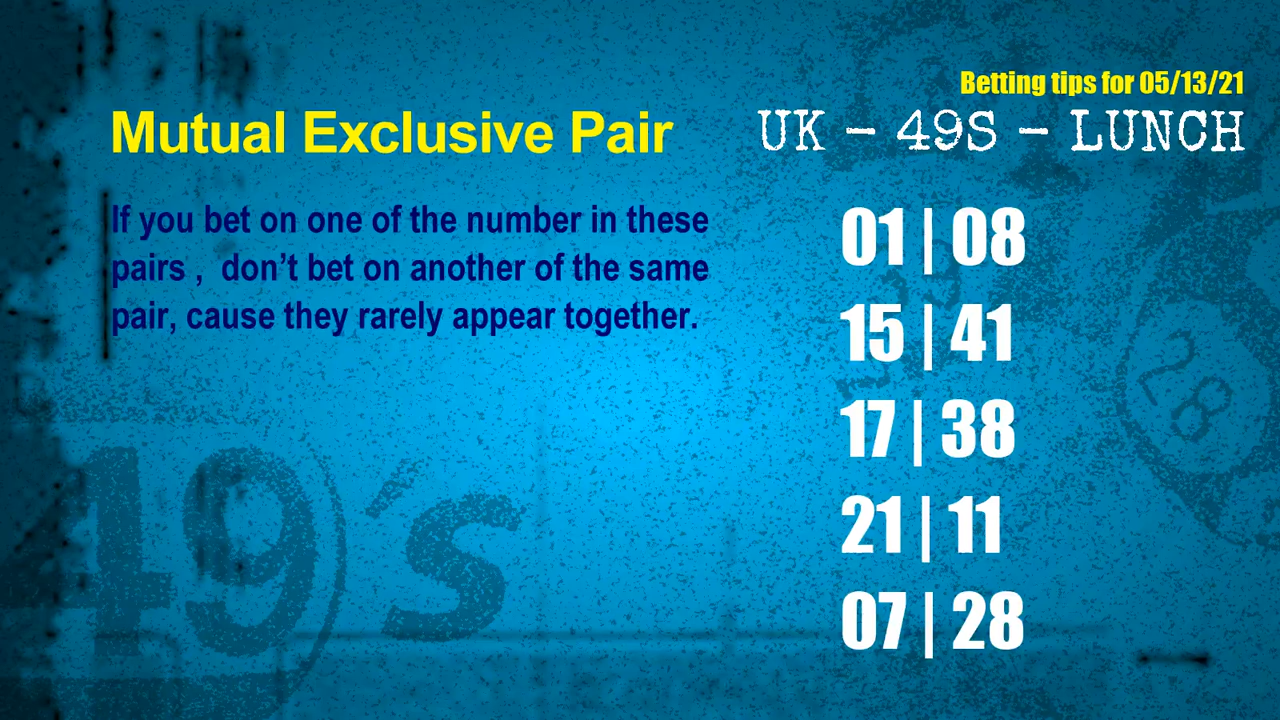 Betting tips for 05/13/21
UK - 49S - LUNCH
Mutual Exclusive Pair
If you bet on one of the number in these
pairs ,  don’t bet on another of the same
pair, cause they rarely appear together.
01 | 08
15 | 41
17 | 38
21 | 11
07 | 28
49's
28